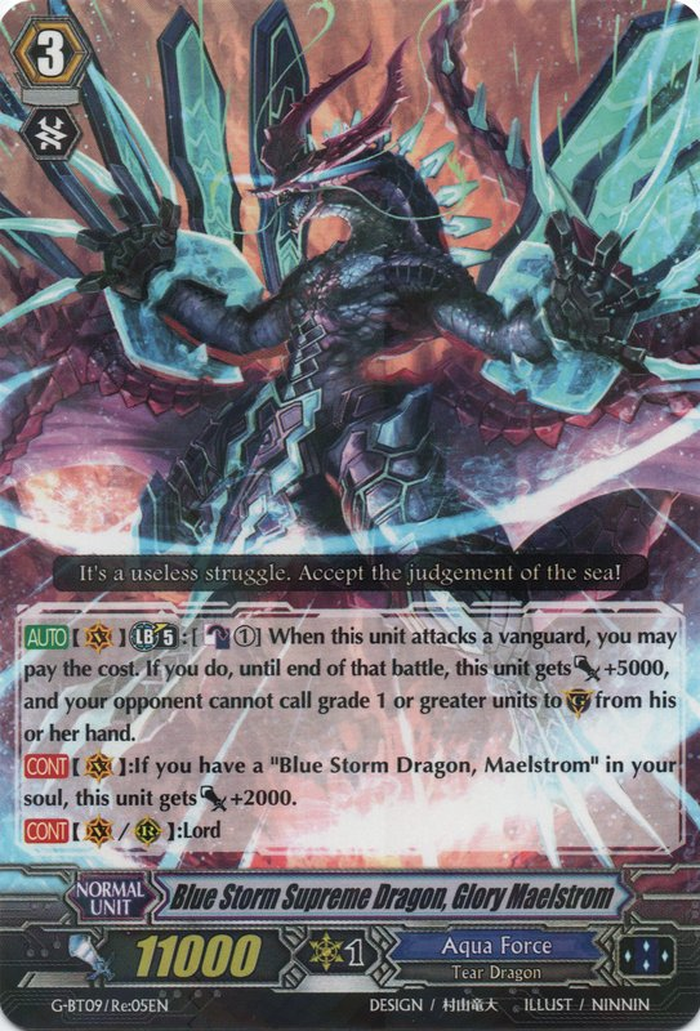 3
It's a useless struggle. Accept the judgement of the sea!
AUTO【 】LB 5:[ ①] When this unit attacks a vanguard, you may
pay the cost. If you do, until end of that battle, this unit gets +5000,
and your opponent cannot call grade 1 or greater units to G from his
or her hand.
CONT【 V 】:If you have a "Blue Storm Dragon, Maelstrom" in your
soul, this unit gets +2000.
CONT【 V / R 】:Lord
NORMAL
UNIT
Blue Storm Supreme Dragon, Glory Maelstrom
11000
1
Aqua Force
Tear Dragon
G-BT09/Re:05EN
DESIGN / 村山竜大
ILLUST / NINNIN